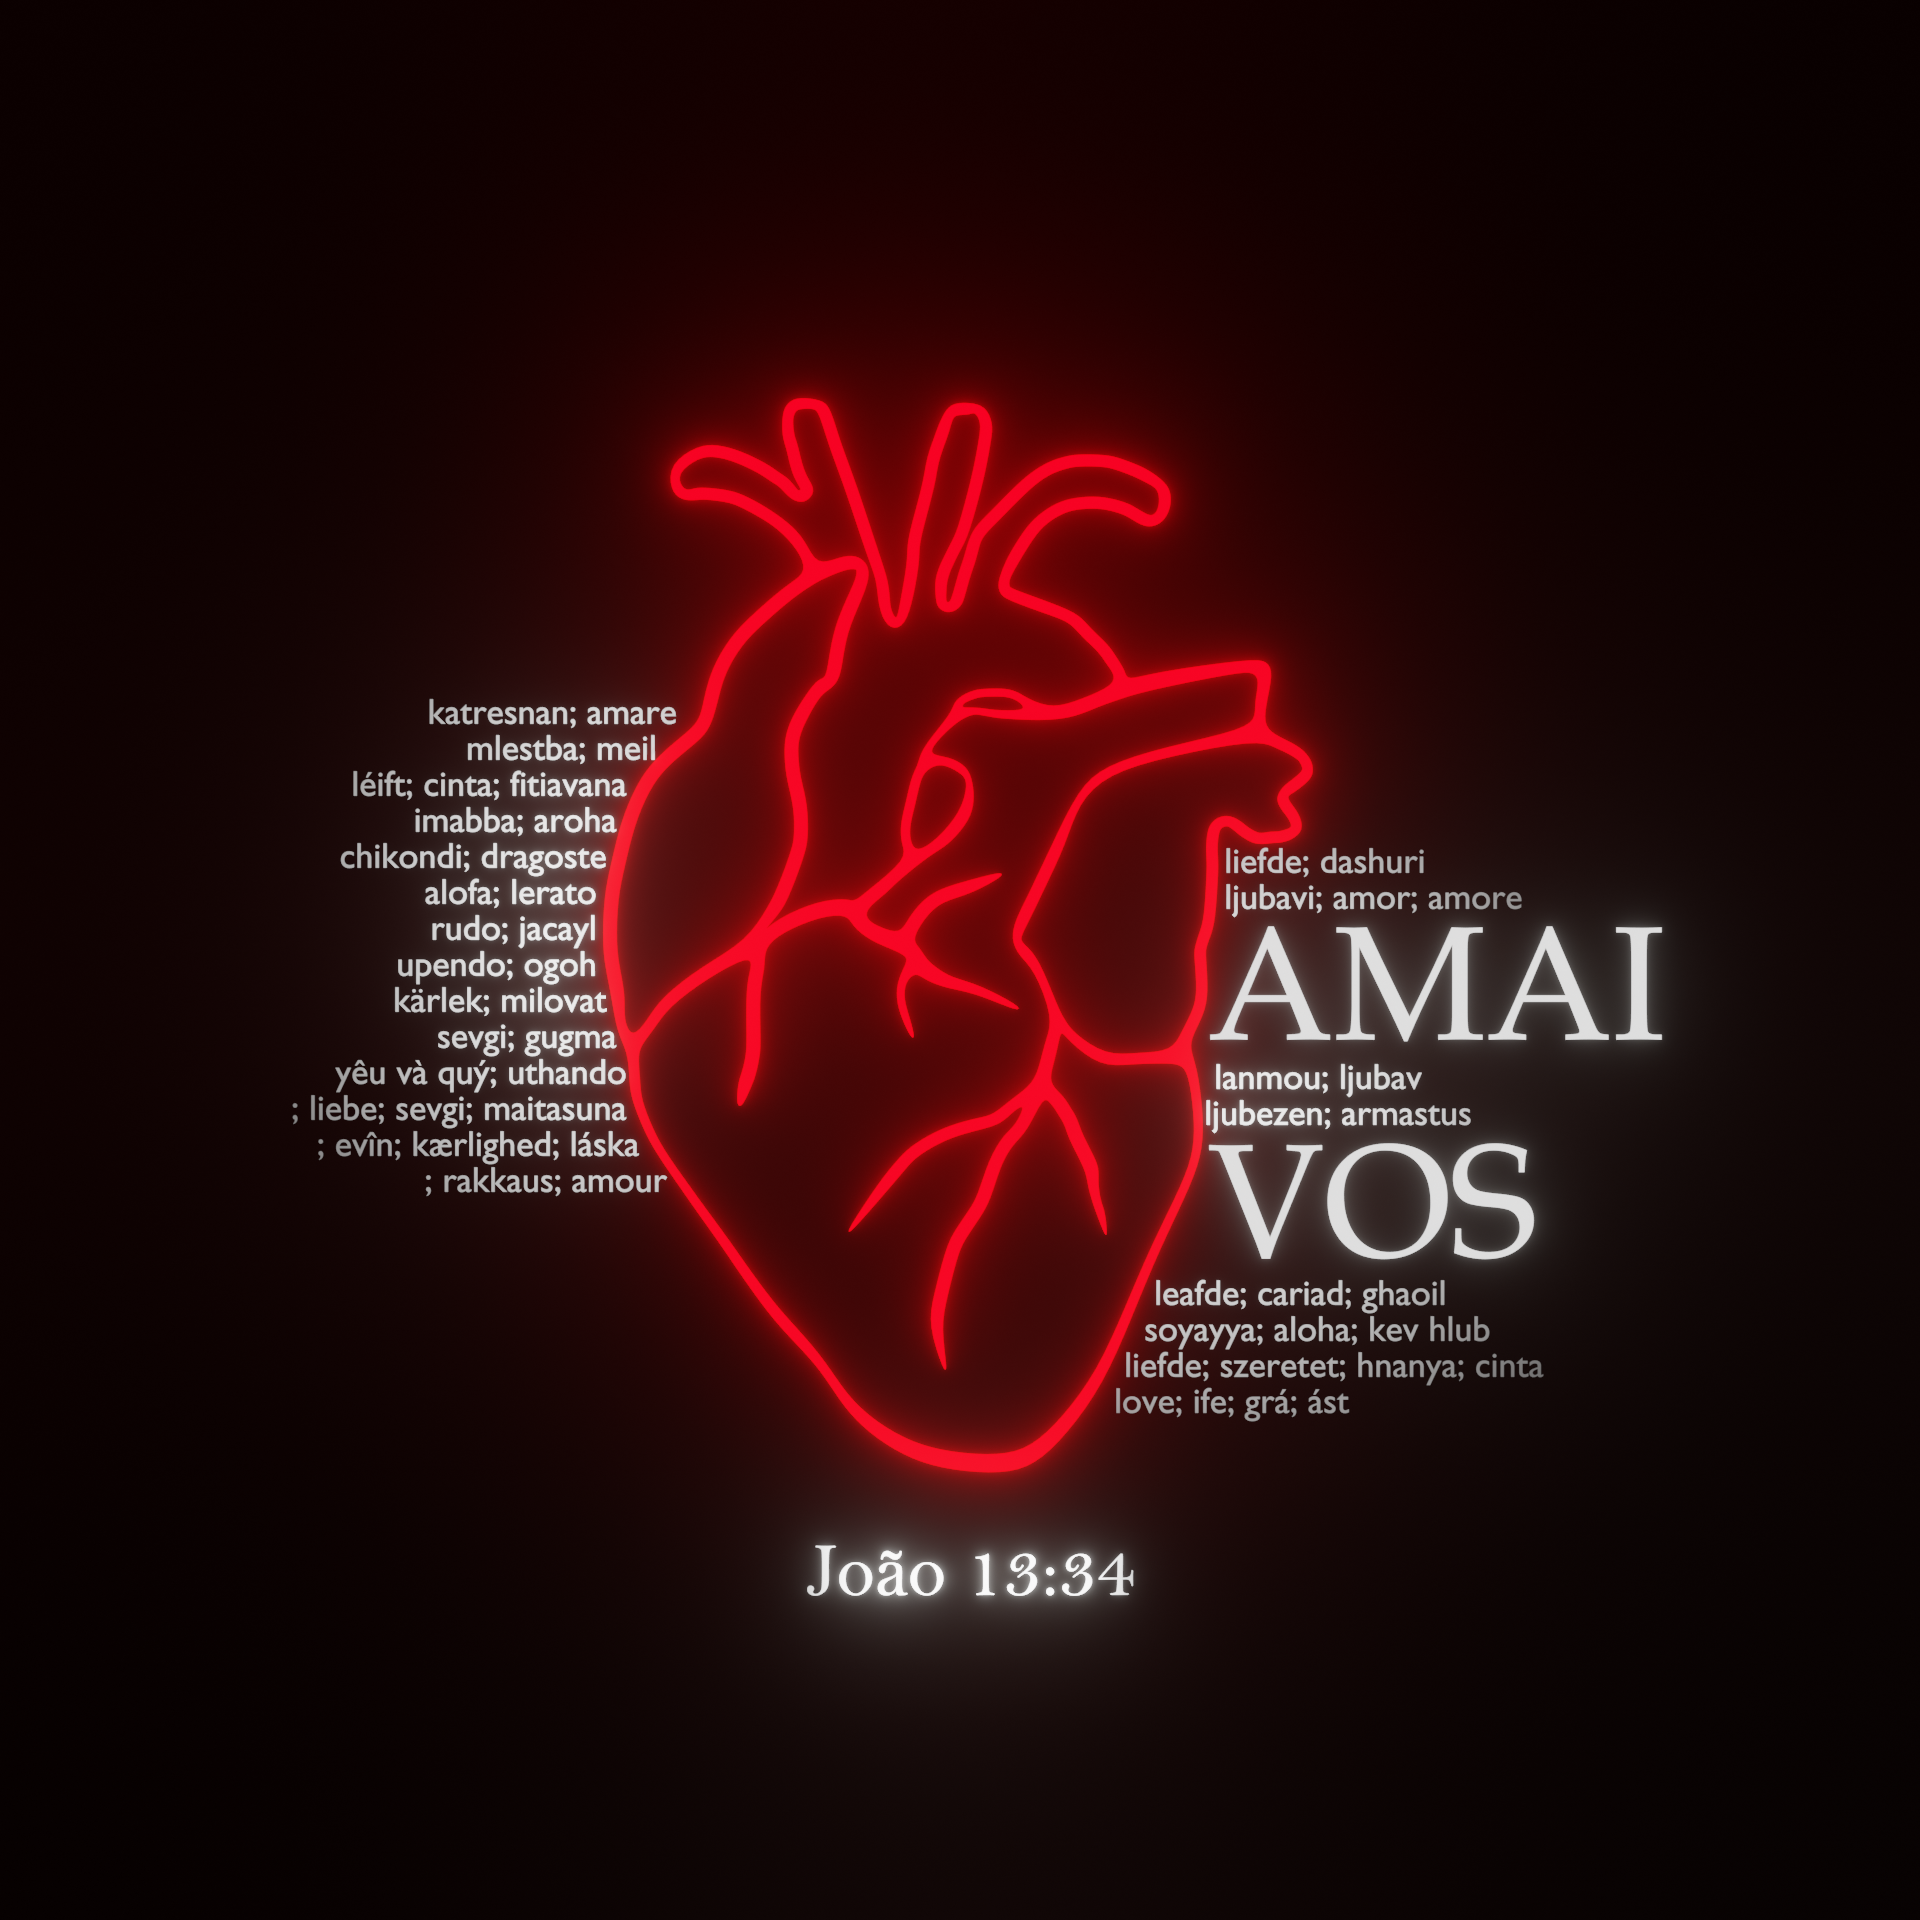 katresnan; amare
mlestba; meil
léift; cinta; fitiavana
imabba; aroha
chikondi; dragoste
alofa; lerato
rudo; jacayl
upendo; ogoh
kärlek; milovat
sevgi; gugma
yêu và quý; uthando
; liebe; sevgi; maitasuna
; evîn; kærlighed; láska
; rakkaus; amour
liefde; dashuri
ljubavi; amor; amore
AMAI
lanmou; ljubav
ljubezen; armastus
VOS
leafde; cariad; ghaoil
soyayya; aloha; kev hlub
liefde; szeretet; hnanya; cinta
love; ife; grá; ást
João 13:34